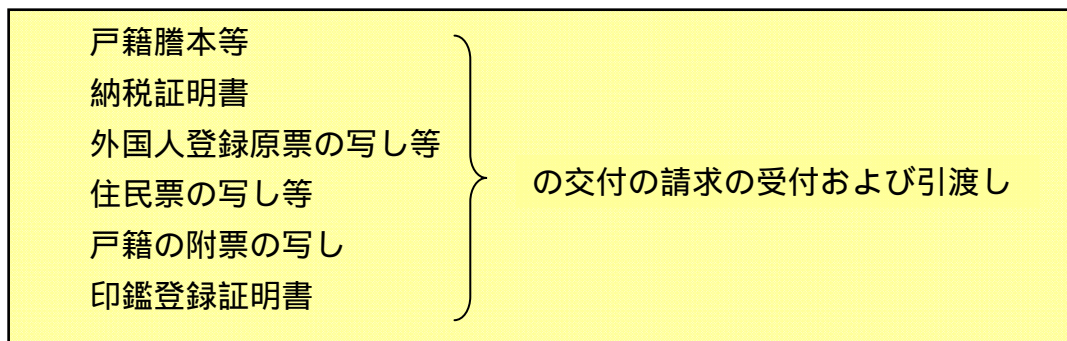 戸籍謄本等
納税証明書
外国人登録原票の写し等
住民票の写し等
戸籍の附票の写し
印鑑登録証明書
の交付の請求の受付および引渡し